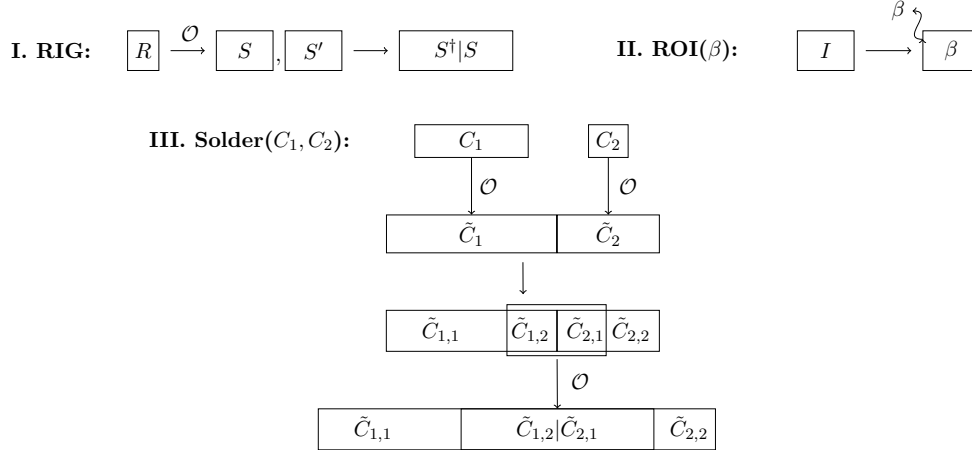 I. RIG: R 𝒪 S , S′ S†|S II. ROI(β): I β β
III. Solder(C₁, C₂): C₁ C₂
𝒪 𝒪
C̃₁ C̃₂
C̃₁,₁ C̃₁,₂ C̃₂,₁ C̃₂,₂
𝒪
C̃₁,₁ C̃₁,₂|C̃₂,₁ C̃₂,₂